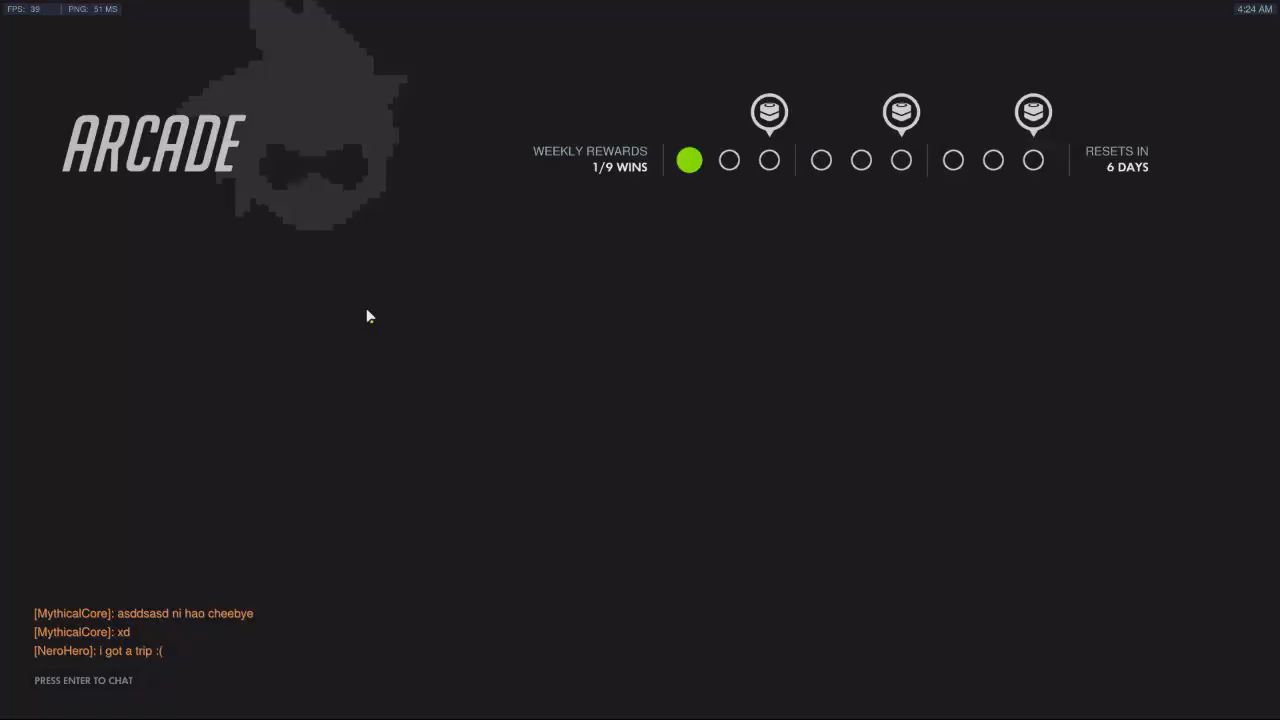 FPS: 39 | PNG: 51 MS
4:24 AM
ARCADE
WEEKLY REWARDS
1/9 WINS
RESETS IN
6 DAYS
[MythicalCore]: asddsasd ni hao cheebye
[MythicalCore]: xd
[NeroHero]: i got a trip :(
PRESS ENTER TO CHAT